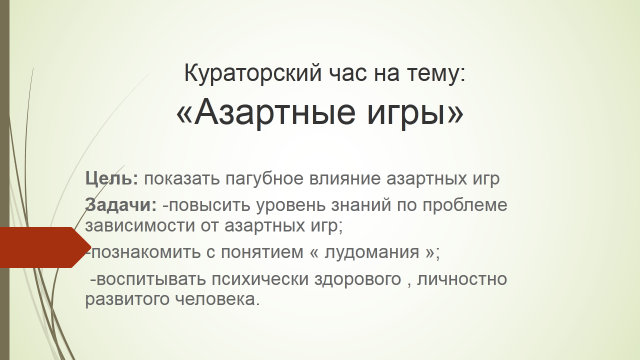 Кураторский час на тему:
«Азартные игры»
Цель: показать пагубное влияние азартных игр
Задачи: -повысить уровень знаний по проблеме
зависимости от азартных игр;
-познакомить с понятием « лудомания »;
-воспитывать психически здорового , личностно
развитого человека.